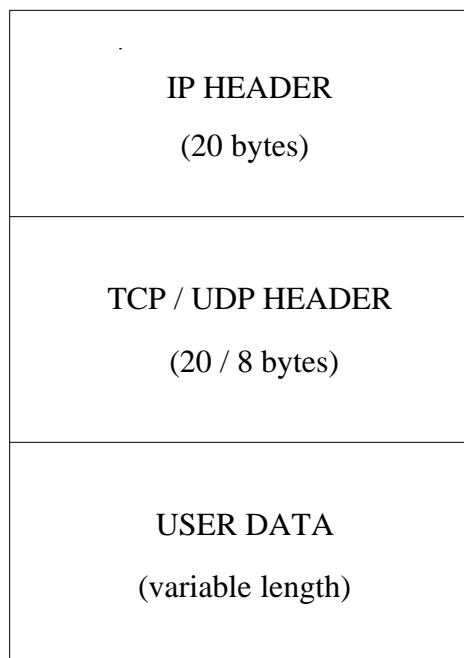 IP HEADER
(20 bytes)
TCP / UDP HEADER
(20 / 8 bytes)
USER DATA
(variable length)